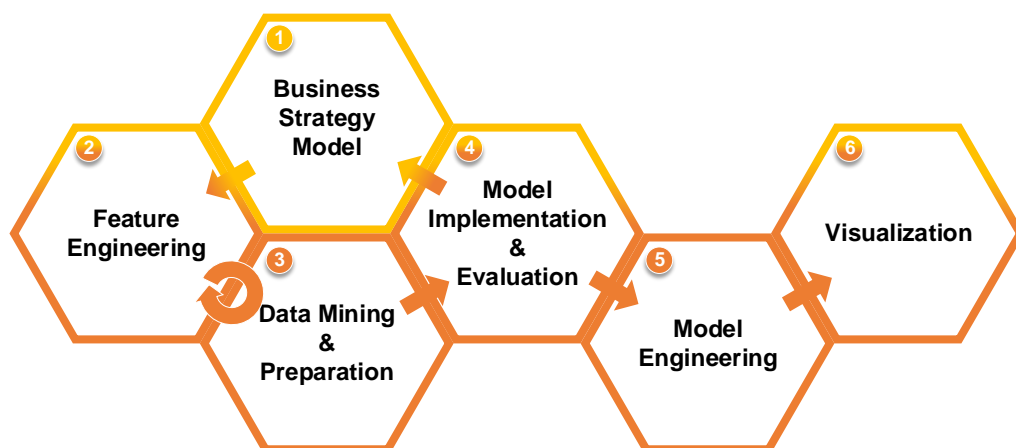 1
Business
Strategy
Model
2
Feature
Engineering
3
Data Mining
&
Preparation
4
Model
Implementation
&
Evaluation
5
Model
Engineering
6
Visualization